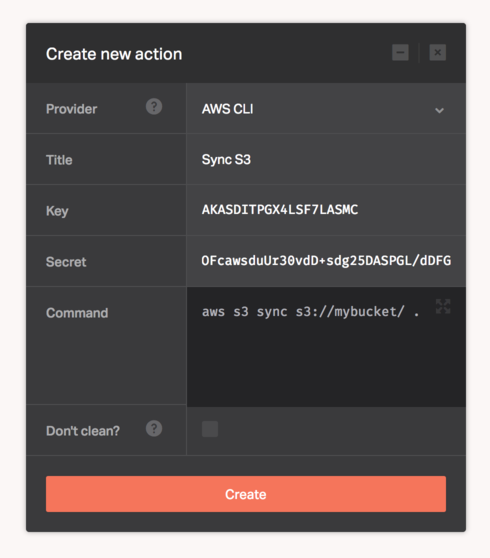 Create new action
Provider ? AWS CLI
Title Sync S3
Key AKASDITPGX4LSF7LASMC
Secret OFcawsduUr30vdD+sdg25DASPGL/dDFG
Command aws s3 sync s3://mybucket/ .
Don't clean? ?
Create